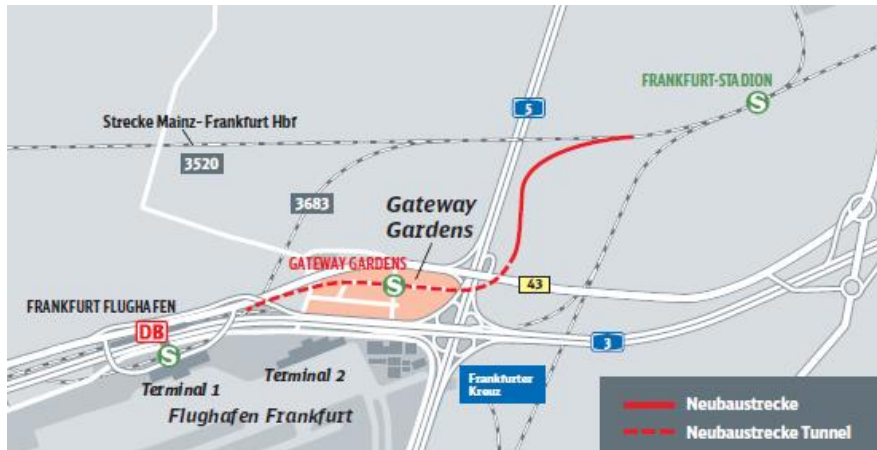 FRANKFURT-STADION
S
5
Strecke Mainz- Frankfurt Hbf
3520
3683
Gateway
Gardens
GATEWAY GARDENS
S
43
FRANKFURT FLUGHAFEN
DB
S
3
Terminal 1
Terminal 2
Flughafen Frankfurt
Frankfurter
Kreuz
Neubaustrecke
Neubaustrecke Tunnel